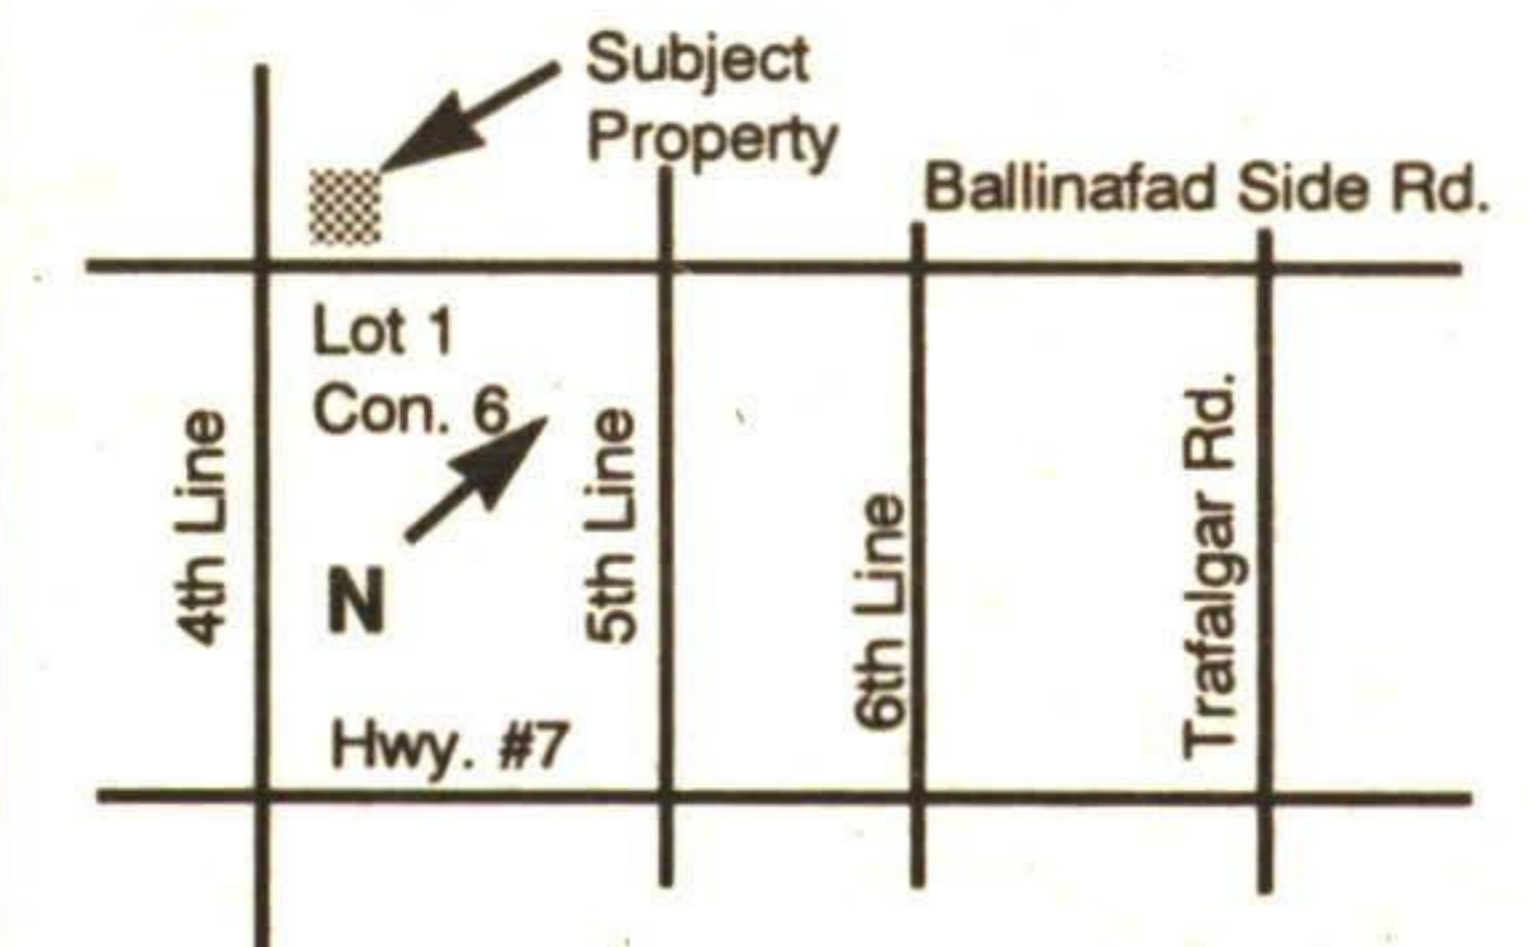 Subject
Property
Ballinafad Side Rd.
Lot 1
Con. 6
4th Line
5th Line
N
6th Line
Trafalgar Rd.
Hwy. #7